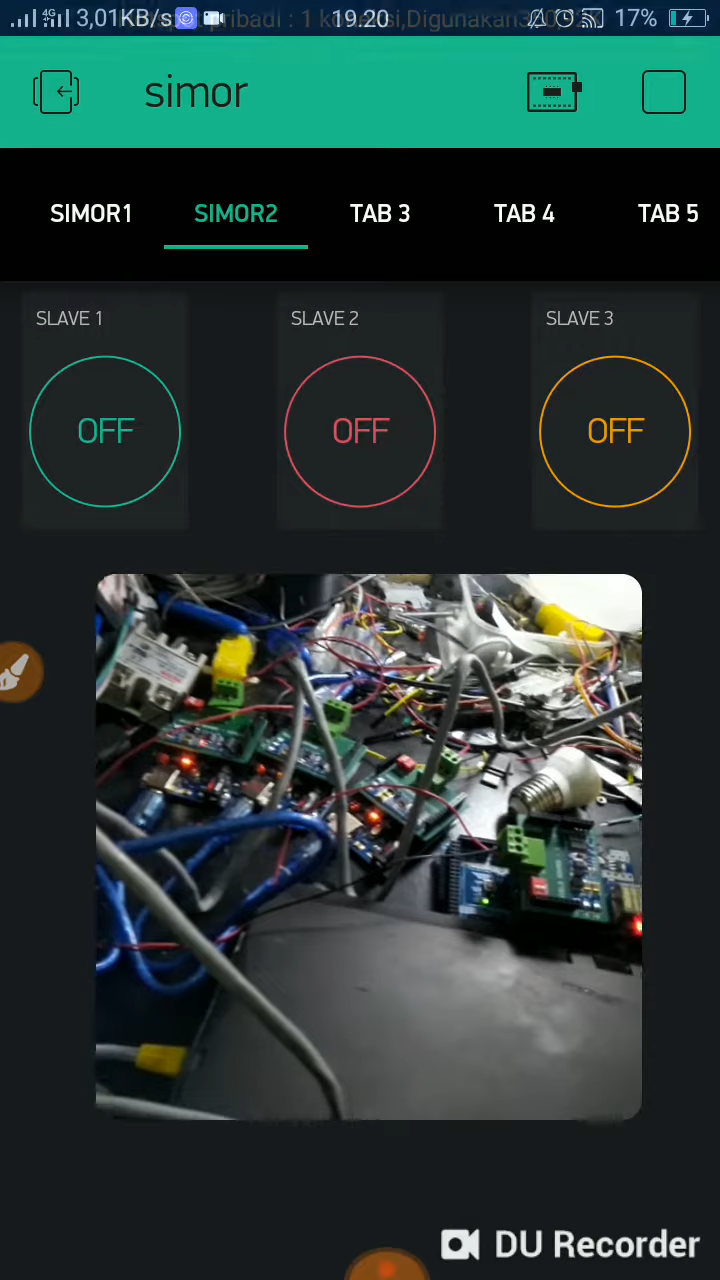 3,01KB/s 19.20 17%
simor
SIMOR1 SIMOR2 TAB 3 TAB 4 TAB 5
SLAVE 1 SLAVE 2 SLAVE 3
OFF OFF OFF
DU Recorder